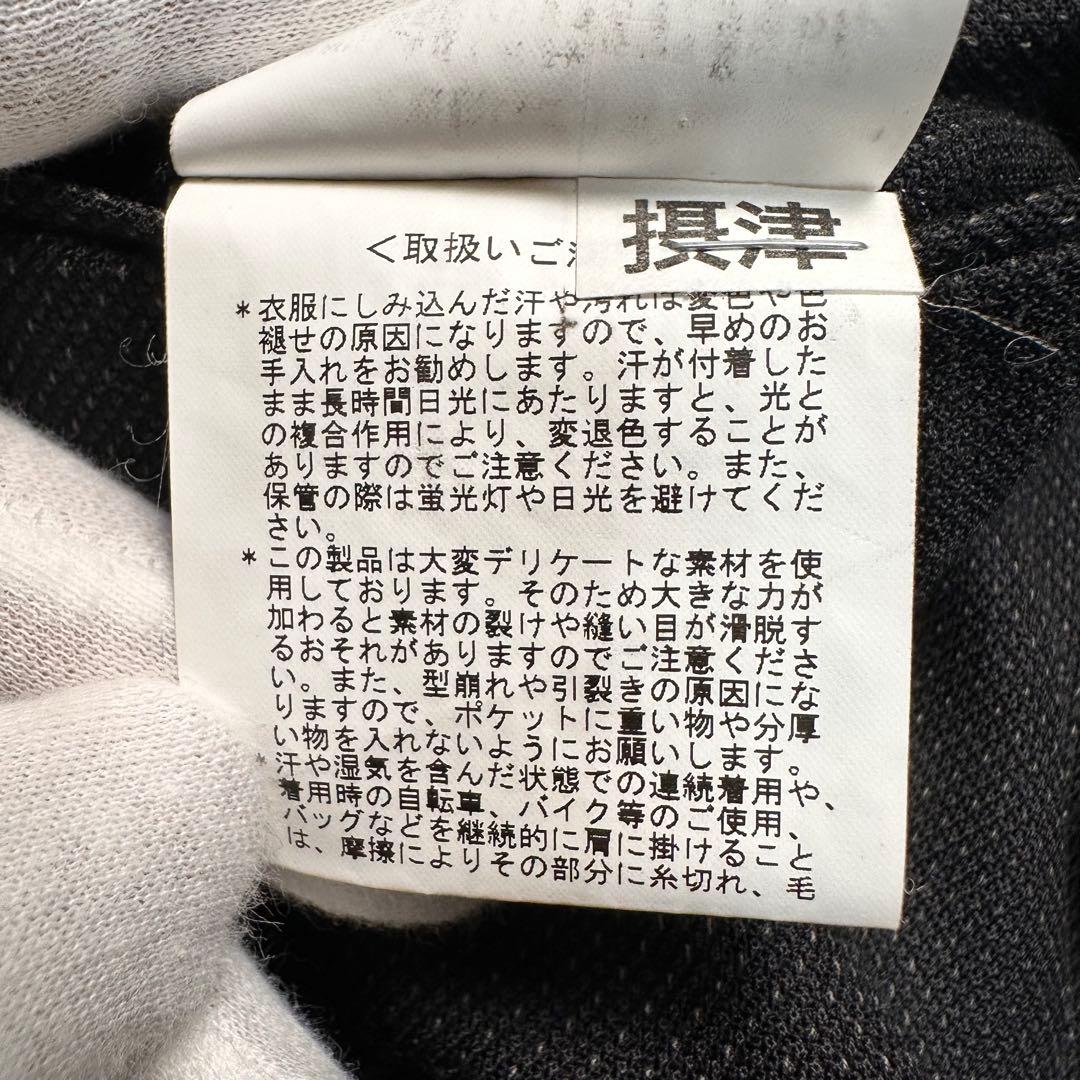 摂津
＜取扱いご
＊衣服にしみ込んだ汗や汚れは変色や色
褪せの原因になりますので、早めのお
手入れをお勧めします。汗が付着した
まま長時間日光にあたりますと、光と
の複合作用により、変退色することが
ありますのでご注意ください。また、
保管の際は蛍光灯や日光を避けてくだ
さい。
＊この製品は大変デリケートな素材を使
用しております。そのため大きな力が
加わると素材の裂けや縫い目が滑脱す
るおそれがありますのでご注意くださ
い。また、型崩れや引裂きの原因にな
りますので、ポケットに重い物や分厚
い物を入れないようにお願いします。
＊汗や湿気を含んだ状態での連続着用や、
着用時の自転車、バイク等のご使用、
バッグなどを継続的に肩に掛けること
は、摩擦によりその部分に糸切れ、毛